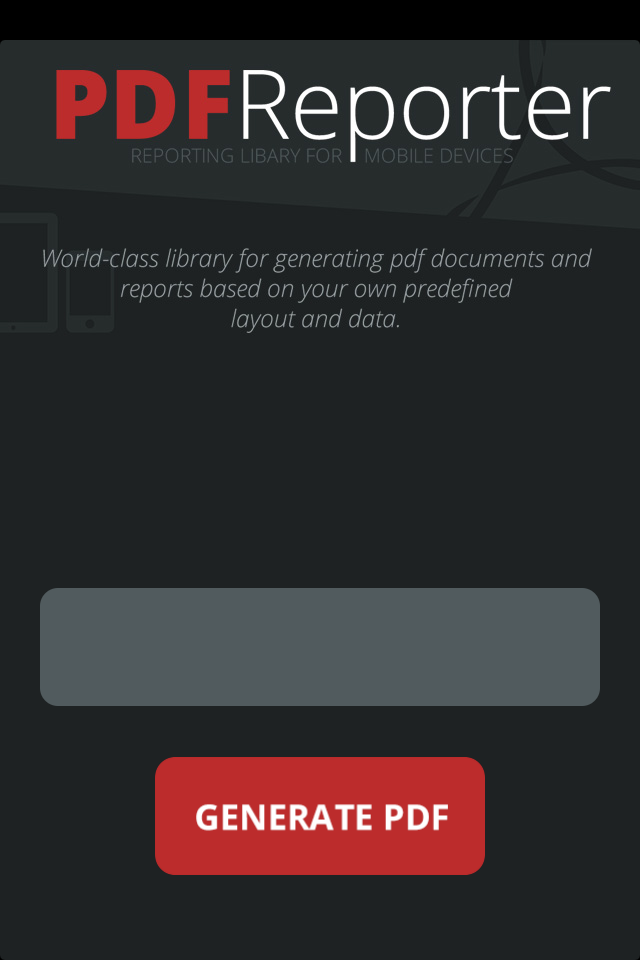 PDFReporter
REPORTING LIBARY FOR MOBILE DEVICES
World-class library for generating pdf documents and
reports based on your own predefined
layout and data.
GENERATE PDF